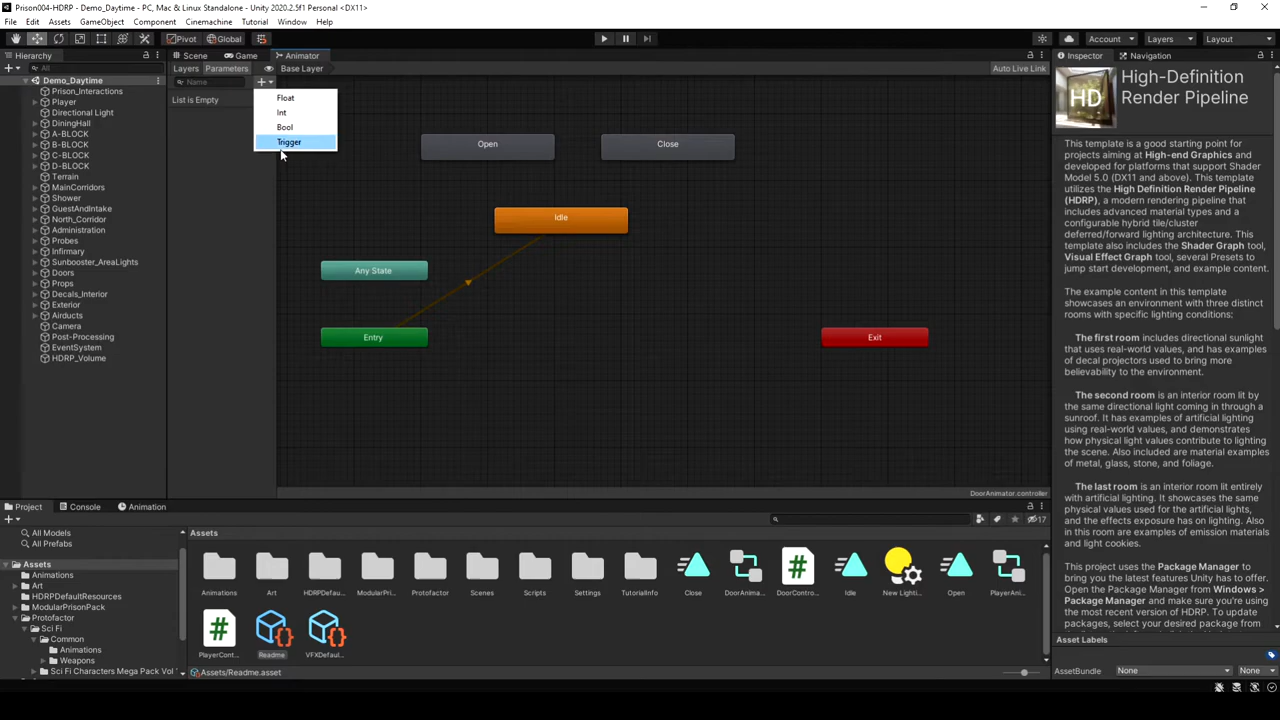 Prison004-HDRP - Demo_Daytime - PC, Mac & Linux Standalone - Unity 2020.2.5f1 Personal <DX11>
File Edit Assets GameObject Component Cinemachine Tutorial Window Help
Pivot Global Account Layers Layout
Hierarchy Scene Game Animator Inspector Navigation
All Layers Parameters Base Layer Auto Live Link
Name
List is Empty
Float
Int
Bool
Trigger
Demo_Daytime
Prison_Interactions
Player
Directional Light
DiningHall
A-BLOCK
B-BLOCK
C-BLOCK
D-BLOCK
Terrain
MainCorridors
Shower
GuestAndIntake
North_Corridor
Administration
Probes
Infirmary
Sunbooster_AreaLights
Doors
Props
Decals_Interior
Exterior
Airducts
Camera
Post-Processing
EventSystem
HDRP_Volume
Open Close
Idle
Any State
Entry Exit
DoorAnimator.controller
HD
High-Definition
Render Pipeline
This template is a good starting point for
projects aiming at High-end Graphics and
developed for platforms that support Shader
Model 5.0 (DX11 and above). This template
utilizes the High Definition Render Pipeline
(HDRP), a modern rendering pipeline that
includes advanced material types and a
configurable hybrid tile/cluster
deferred/forward lighting architecture.
This template also includes the Shader Graph tool,
Visual Effect Graph tool, several Presets to
jump start development, and example content.
The example content in this template
showcases an environment with three distinct
rooms with specific lighting conditions:
The first room includes directional sunlight
that uses real-world values, and has examples
of decal projectors used to bring more
believability to the environment.
The second room is an interior room lit by
the same directional light coming in through a
sunroof. It has examples of artificial lighting
using real-world values, and demonstrates
how physical light values contribute to lighting
the scene. Also included are material examples
of metal, glass, stone, and foliage.
The last room is an interior room lit entirely
with artificial lighting. It showcases the same
physical values used for the artificial lights,
and the effects exposure has on lighting. Also
in this room are examples of emission materials
and light cookies.
This project uses the Package Manager to
bring you the latest features Unity has to offer.
Open the Package Manager from Windows >
Package Manager and make sure you're using
the most recent version of HDRP. To update
packages, select your desired package from
Asset Labels
AssetBundle None None
Project Console Animation
17
All Models
All Prefabs
Assets
Animations
Art
HDRPDefaultResources
ModularPrisonPack
Protofactor
Sci Fi
Common
Animations
Weapons
Sci Fi Characters Mega Pack Vol
Assets
Animations Art HDRPDefau... ModularPri... Protofactor Scenes Scripts Settings TutorialInfo Close DoorAnima... DoorContro... Idle New Lighti... Open PlayerAni...
PlayerCont... Readme VFXDefaul...
Assets/Readme.asset